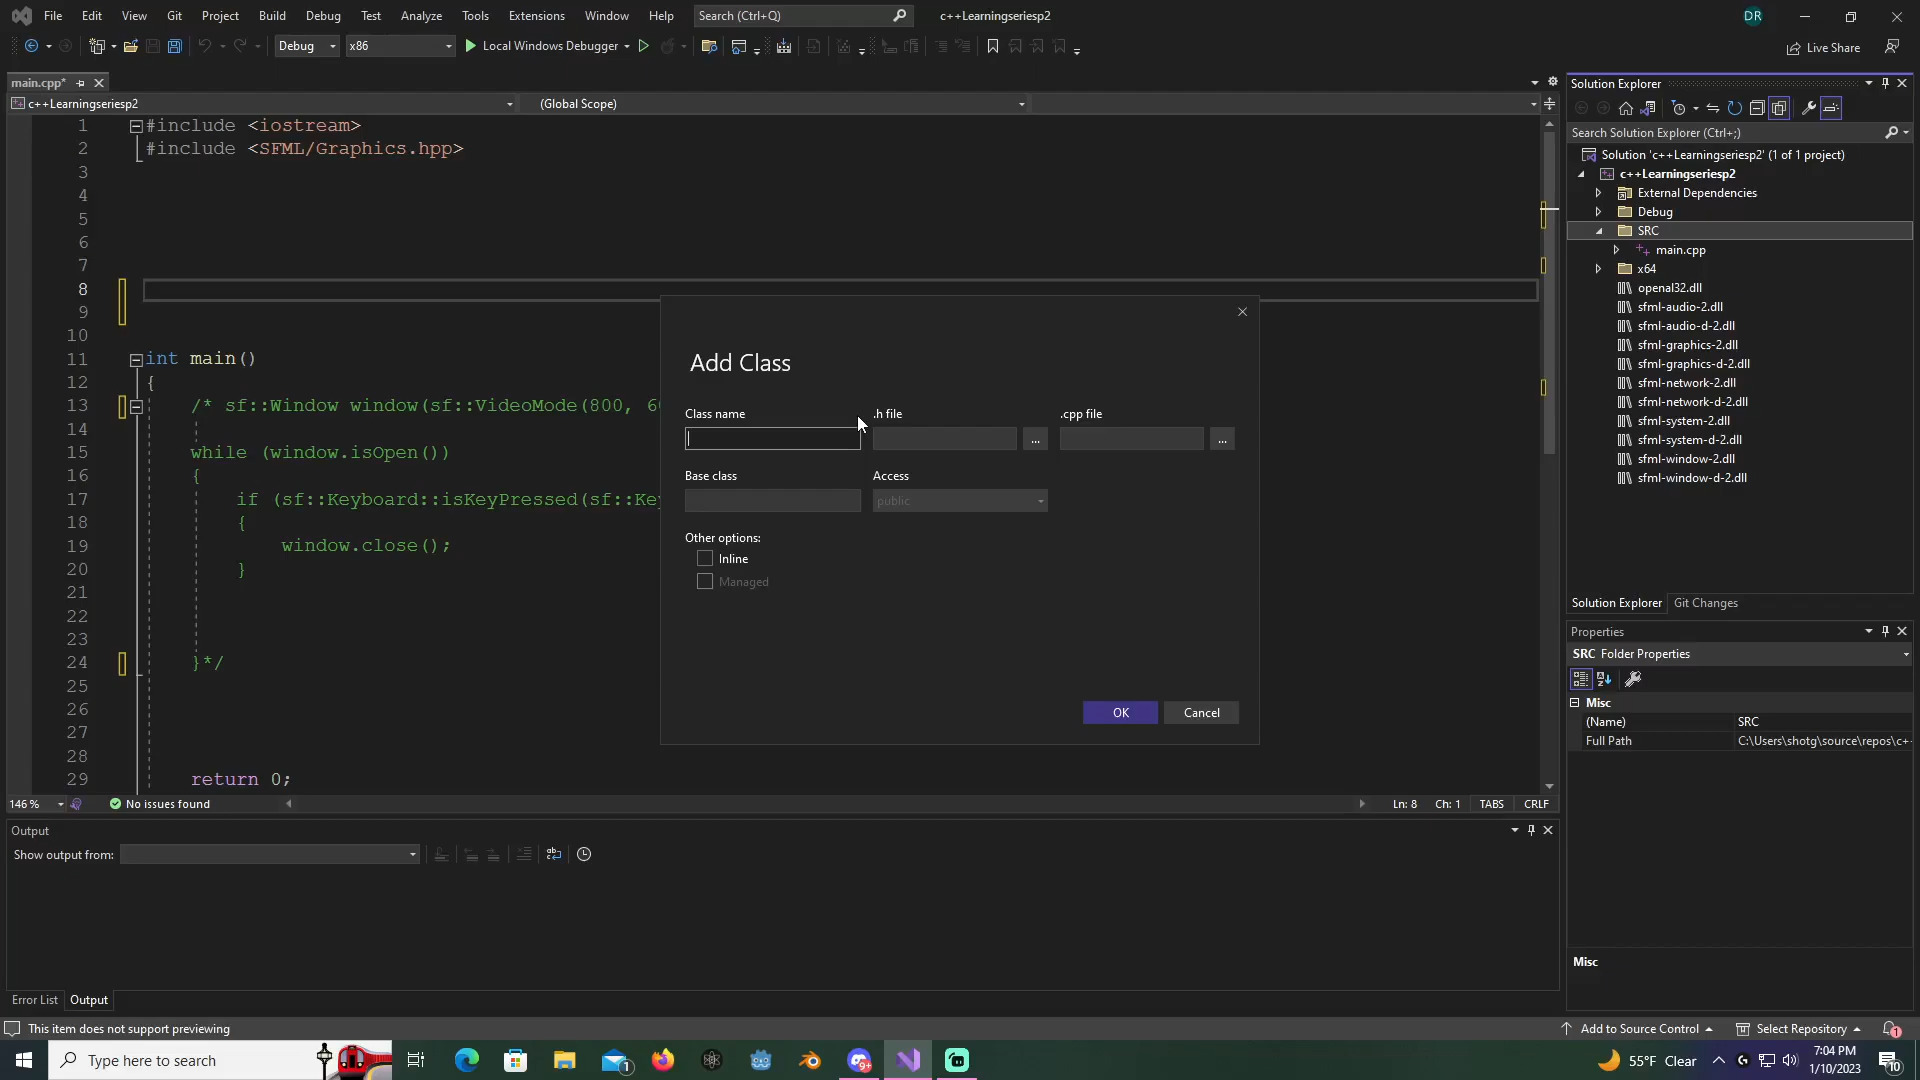 File Edit View Git Project Build Debug Test Analyze Tools Extensions Window Help Search (Ctrl+Q) c++Learningseriesp2 DR
Debug x86 Local Windows Debugger Live Share
main.cpp*
c++Learningseriesp2 (Global Scope)
1 #include <iostream>
2 #include <SFML/Graphics.hpp>
3
4
5
6
7
8
9
10
11 int main()
12 {
13 /* sf::Window window(sf::VideoMode(800, 60
14
15 while (window.isOpen())
16 {
17 if (sf::Keyboard::isKeyPressed(sf::Key
18 {
19 window.close();
20 }
21
22
23
24 }*/
25
26
27
28
29 return 0;
Add Class
Class name .h file .cpp file
... ...
Base class Access
public
Other options:
Inline
Managed
OK Cancel
146 % No issues found Ln: 8 Ch: 1 TABS CRLF
Output
Show output from:
Error List Output
Solution Explorer
Search Solution Explorer (Ctrl+;)
Solution 'c++Learningseriesp2' (1 of 1 project)
c++Learningseriesp2
External Dependencies
Debug
SRC
main.cpp
x64
openal32.dll
sfml-audio-2.dll
sfml-audio-d-2.dll
sfml-graphics-2.dll
sfml-graphics-d-2.dll
sfml-network-2.dll
sfml-network-d-2.dll
sfml-system-2.dll
sfml-system-d-2.dll
sfml-window-2.dll
sfml-window-d-2.dll
Solution Explorer Git Changes
Properties
SRC Folder Properties
Misc
(Name) SRC
Full Path C:\Users\shotg\source\repos\c+
Misc
This item does not support previewing Add to Source Control Select Repository 1
Type here to search 1 9+ 55°F Clear 7:04 PM
1/10/2023 10